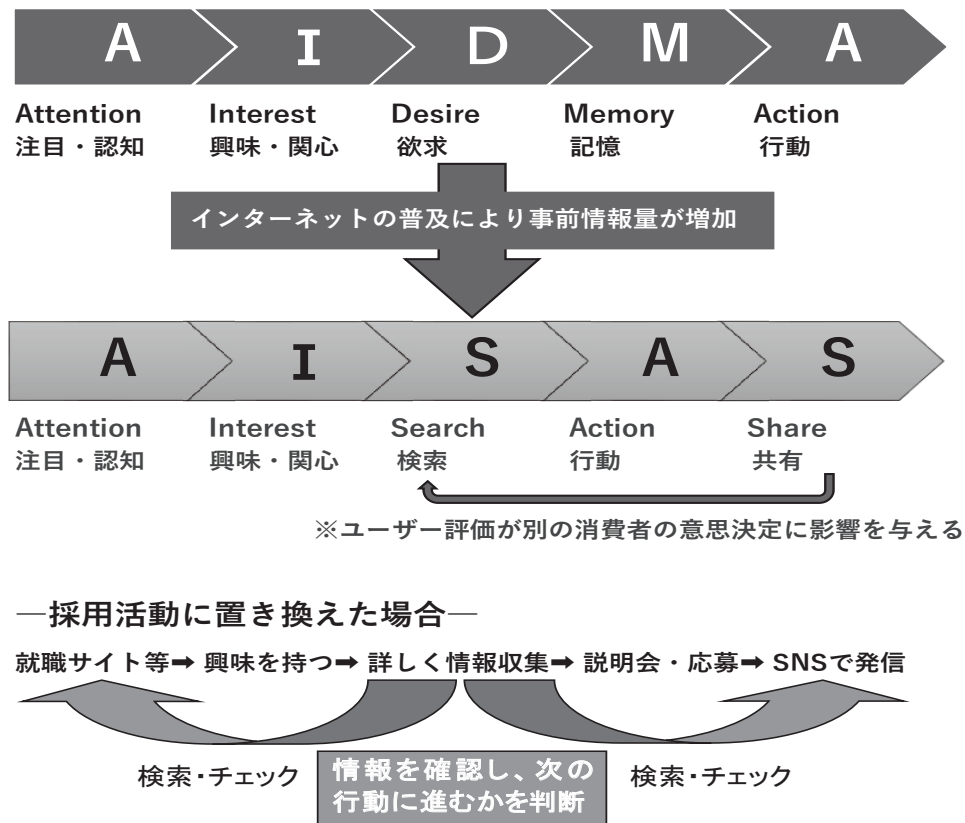 A I D M A
Attention Interest Desire Memory Action
注目・認知 興味・関心 欲求 記憶 行動
インターネットの普及により事前情報量が増加
A I S A S
Attention Interest Search Action Share
注目・認知 興味・関心 検索 行動 共有
※ユーザー評価が別の消費者の意思決定に影響を与える
―採用活動に置き換えた場合―
就職サイト等➡ 興味を持つ➡ 詳しく情報収集➡ 説明会・応募➡ SNSで発信
検索・チェック 情報を確認し、次の 検索・チェック
行動に進むかを判断